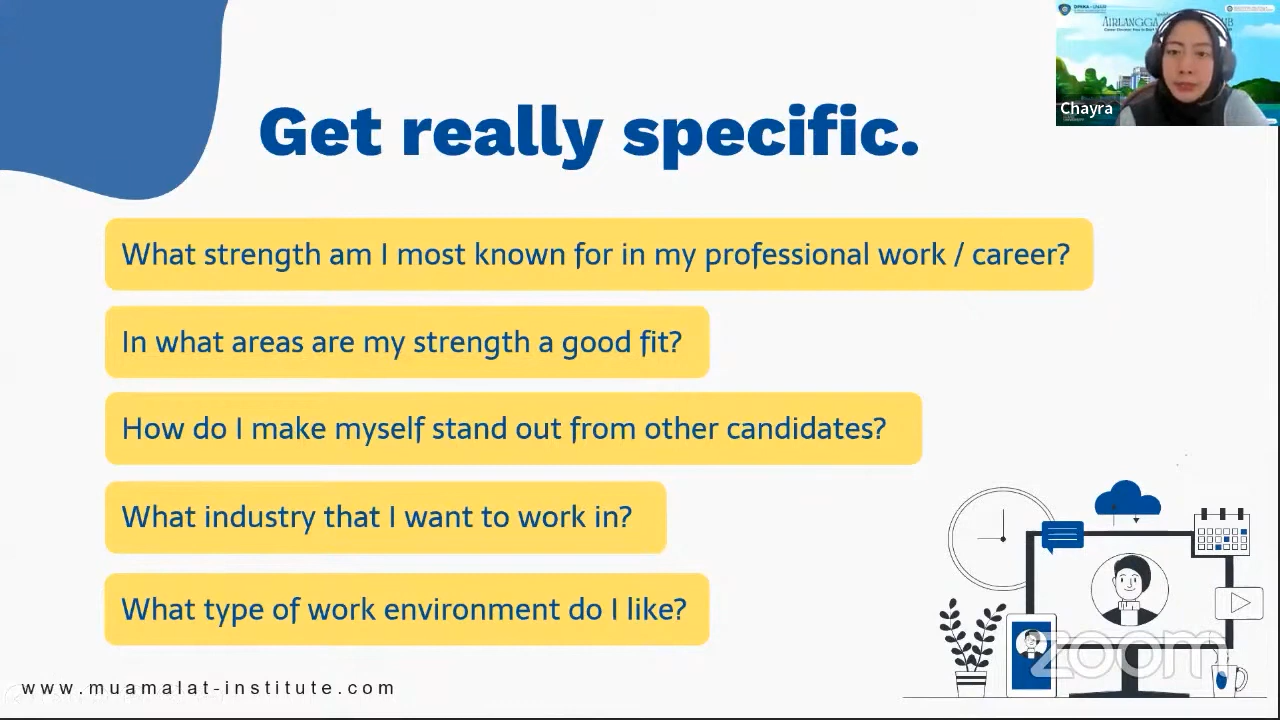 Get really specific.
What strength am I most known for in my professional work / career?
In what areas are my strength a good fit?
How do I make myself stand out from other candidates?
What industry that I want to work in?
What type of work environment do I like?
www.muamalat-institute.com
AIRLANGGA
Chayra
zoom